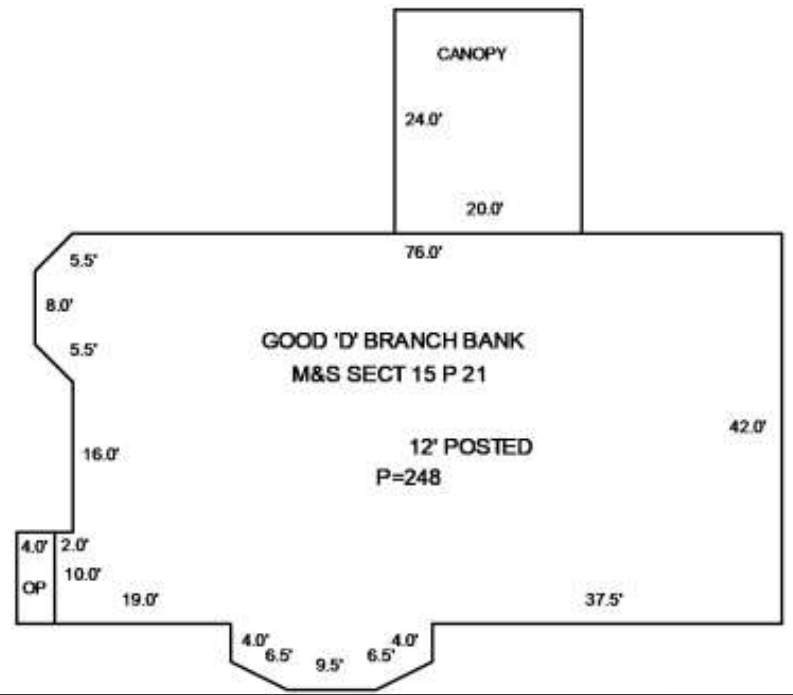 CANOPY
24.0'
20.0'
76.0'
5.5'
8.0'
5.5'
GOOD 'D' BRANCH BANK
M&S SECT 15 P 21
42.0'
12' POSTED
16.0'
P=248
4.0' 2.0'
10.0'
OP
19.0'
37.5'
4.0' 4.0'
6.5' 6.5'
9.5'